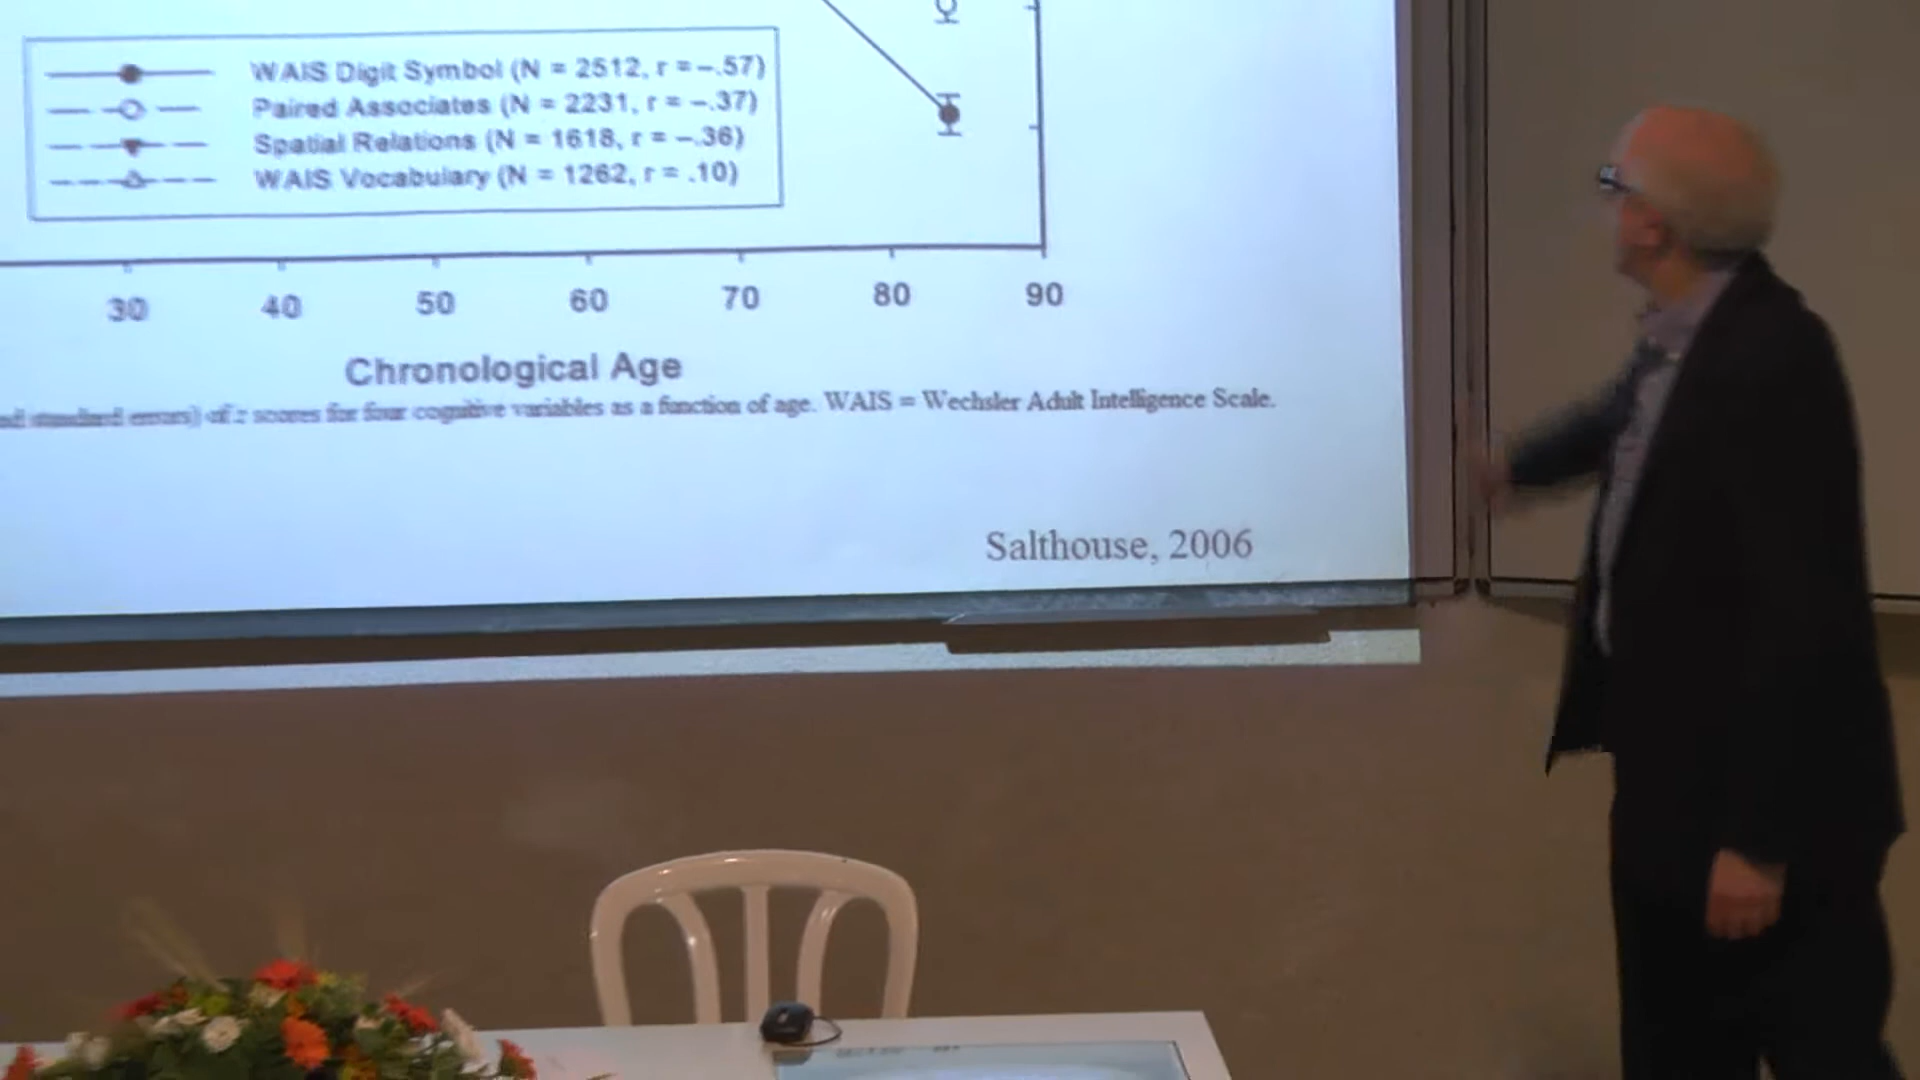 WAIS Digit Symbol (N = 2512, r = –.57)
Paired Associates (N = 2231, r = –.37)
Spatial Relations (N = 1618, r = –.36)
WAIS Vocabulary (N = 1262, r = .10)
30 40 50 60 70 80 90
Chronological Age
standard errors) of z scores for four cognitive variables as a function of age. WAIS = Wechsler Adult Intelligence Scale.
Salthouse, 2006